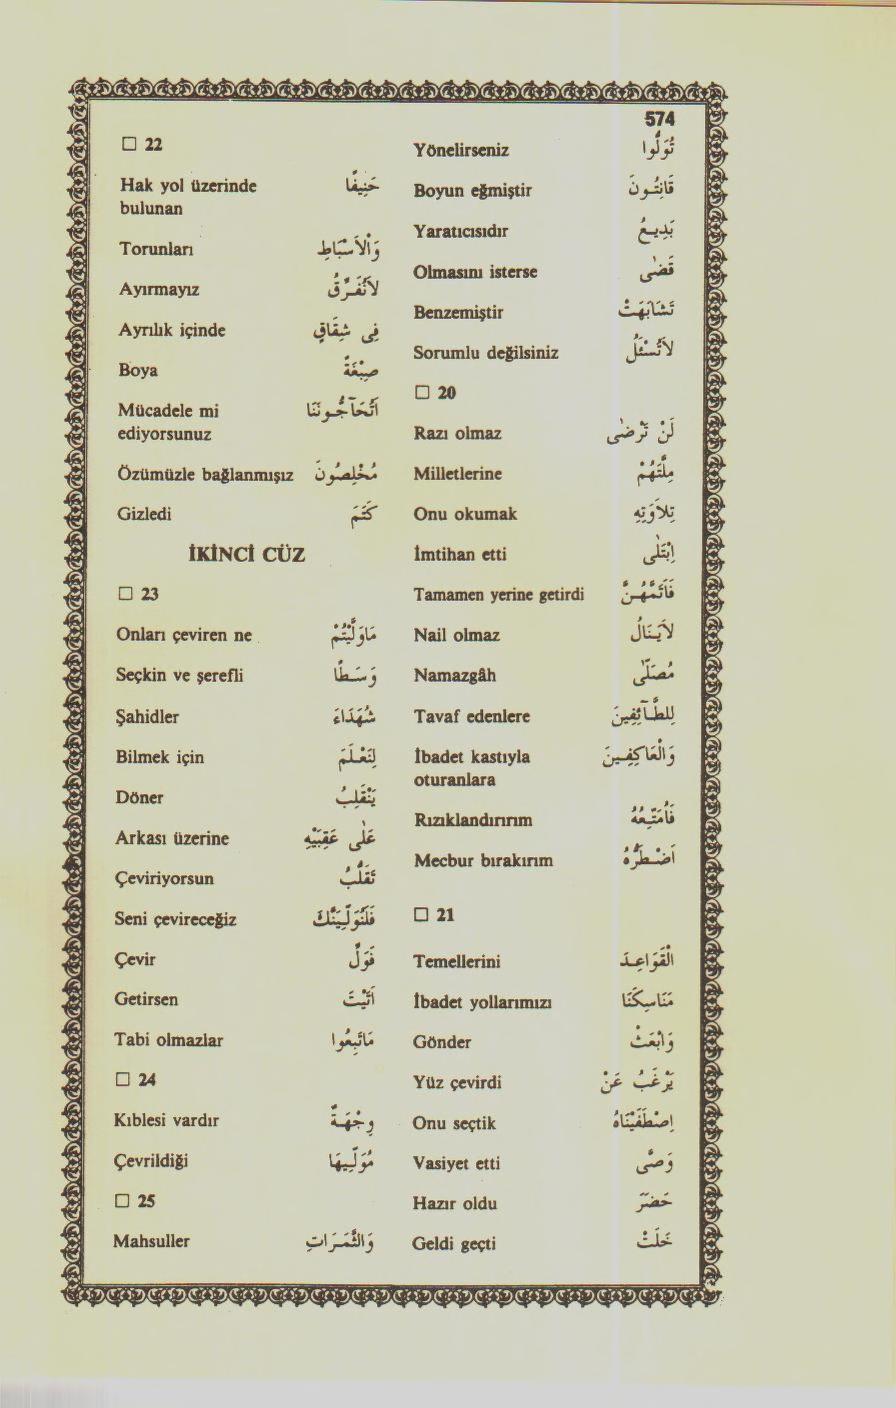 574
Yönelirseniz تُوَلُّوا
Boyun eğmiştir قَانِتُونَ
Yaratıcısıdır بَدِيعُ
Olmasını isterse قَضٰى
Benzemiştir تَشَابَهَتْ
Sorumlu değilsiniz لَاتُسْئَلُ
□ 20
Razı olmaz لَنْ تَرْضٰى
Milletlerine مِلَّتَهُمْ
Onu okumak تِلَاوَتِهِ
İmtihan etti اِبْتَلٰى
Tamamen yerine getirdi فَاَتَمَّهُنَّ
Nail olmaz لَايَنَالُ
Namazgâh مُصَلًّى
Tavaf edenlere لِلطَّآئِفِينَ
İbadet kastıyla وَالْعَاكِفِينَ
oturanlara
Rızıklandırırım فَاُمَتِّعُهُ
Mecbur bırakırım اَضْطَرُّهُ
□ 21
Temellerini الْقَوَاعِدَ
İbadet yollarımızı مَنَاسِكَنَا
Gönder وَابْعَثْ
Yüz çevirdi يَرْغَبُ عَنْ
Onu seçtik اِصْطَفَيْنَاهُ
Vasiyet etti وَصّٰى
Hazır oldu حَضَرَ
Geldi geçti خَلَتْ
□ 22
Hak yol üzerinde حَنِيفًا
bulunan
Torunları وَالْاَسْبَاطِ
Ayırmayız لَانُفَرِّقُ
Ayrılık içinde فِى شِقَاقٍ
Boya صِبْغَةً
Mücadele mi اَتُحَآجُّونَنَا
ediyorsunuz
Özümüzle bağlanmışız مُخْلِصُونَ
Gizledi كَتَمَ
İKİNCİ CÜZ
□ 23
Onları çeviren ne مَاوَلّٰيهُمْ
Seçkin ve şerefli وَسَطًا
Şahidler شُهَدَاءَ
Bilmek için لِنَعْلَمَ
Döner يَنْقَلِبُ
Arkası üzerine عَلٰى عَقِبَيْهِ
Çeviriyorsun تَقَلُّبَ
Seni çevireceğiz فَلَنُوَلِّيَنَّكَ
Çevir فَوَلِّ
Getirsen اَتَيْتَ
Tabi olmazlar مَاتَبِعُوا
□ 24
Kıblesi vardır وِجْهَةٌ
Çevrildiği مُوَلِّيهَا
□ 25
Mahsuller وَالثَّمَرَاتِ